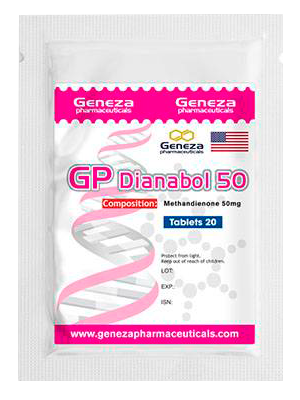 Geneza
pharmaceuticals
Geneza
pharmaceuticals
Geneza
pharmaceuticals
GP Dianabol 50
Composition: Methandienone 50mg
Tablets 20
Protect from light.
Keep out of reach of children.
LOT:
EXP:
ISN:
www.genezapharmaceuticals.com